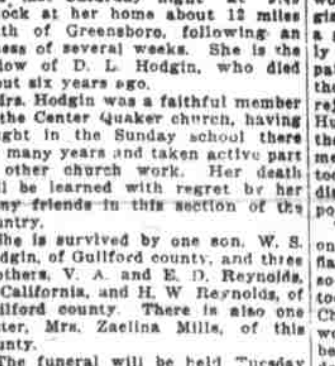 ock at her home about 12 miles
th of Greensboro, following an
ess of several weeks. She is the
low of D. L. Hodgin, who died
out six years ago.
rs. Hodgin was a faithful member
the Center Quaker church, having
ght in the Sunday school there
many years and taken active part
other church work. Her death
l be learned with regret by her
ny friends in this section of the
untry.
he is survived by one son, W. S.
dgin, of Guilford county, and three
others, V. A. and E. D. Reynolds,
California, and H. W Reynolds, of
ilford county. There is also one
ter, Mrs. Zaelina Mills, of this
unty.
The funeral will be held Tuesday